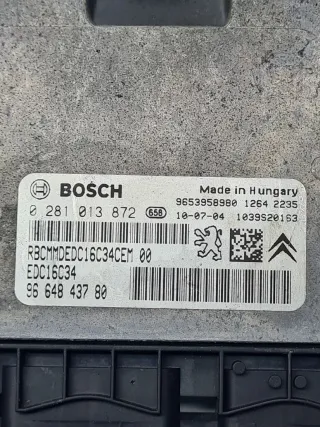 BOSCH
Made in Hungary
9653958980 1264 2235
0 281 013 872 658 10-07-04 1039S20163
RBCMMDEDC16C34CEM 00
EDC16C34
96 648 437 80